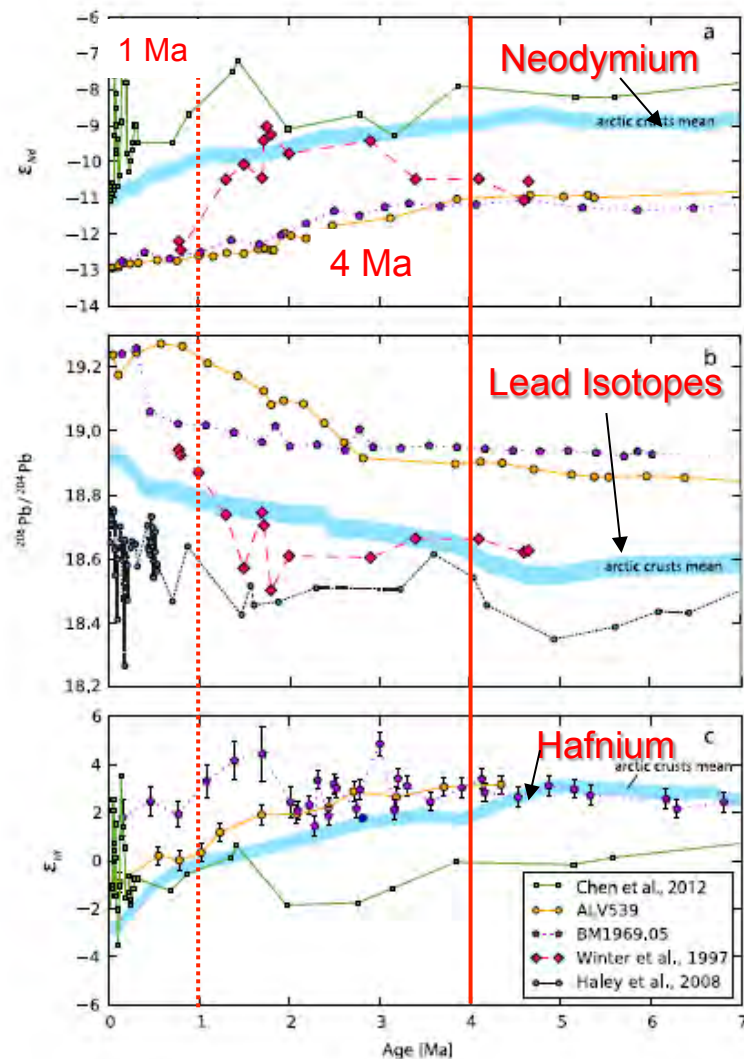 −6
−7
−8
−9
−10
−11
−12
−13
−14
ε Nd
1 Ma
a
Neodymium
arctic crusts mean
4 Ma
19.2
19.0
18.8
18.6
18.4
18.2
b
Lead Isotopes
arctic crusts mean
6
4
2
0
−2
−4
−6
c
Hafnium
arctic crusts mean
Chen et al., 2012
ALV539
BM1969.05
Winter et al., 1997
Haley et al., 2008
0 1 2 3 4 5 6 7
Age [Ma]